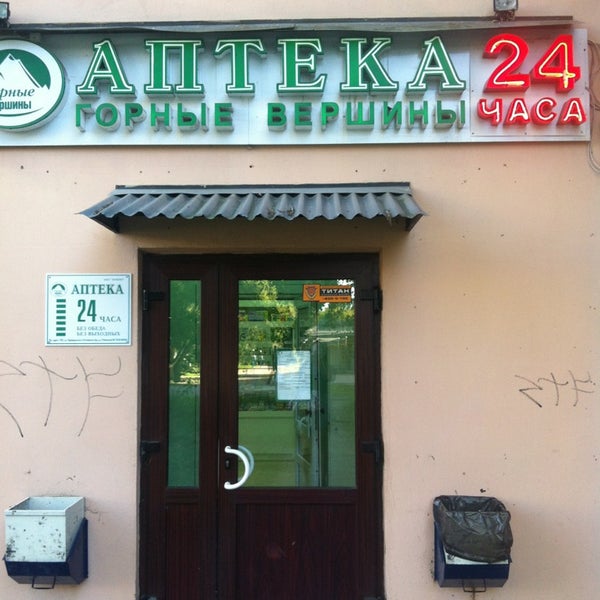 АПТЕКА 24
ГОРНЫЕ ВЕРШИНЫ ЧАСА
ТИТАН
АПТЕКА
24 ЧАСА
БЕЗ ОБЕДА
БЕЗ ВЫХОДНЫХ